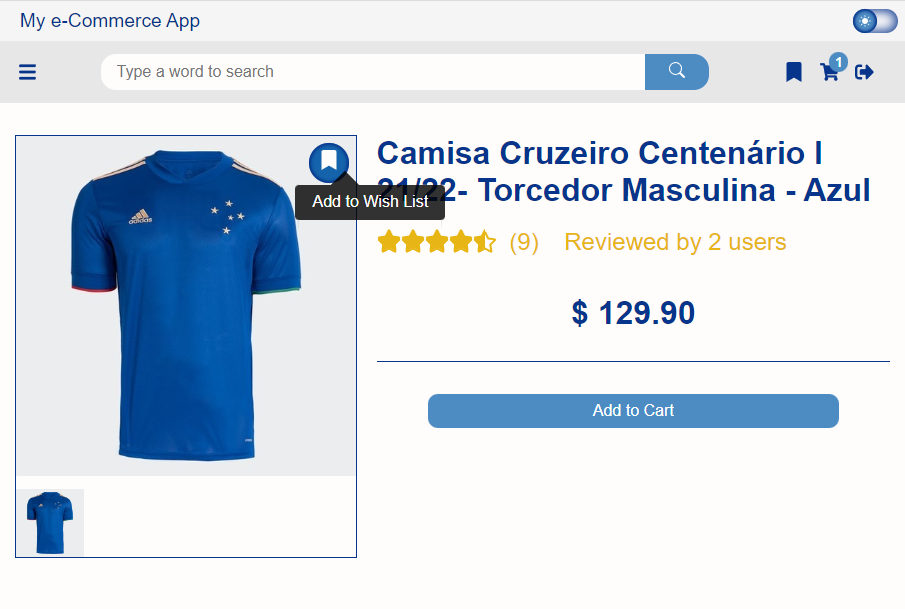 My e-Commerce App
Type a word to search
1
adidas
Add to Wish List
Camisa Cruzeiro Centenário I
21/22- Torcedor Masculina - Azul
(9) Reviewed by 2 users
$ 129.90
Add to Cart